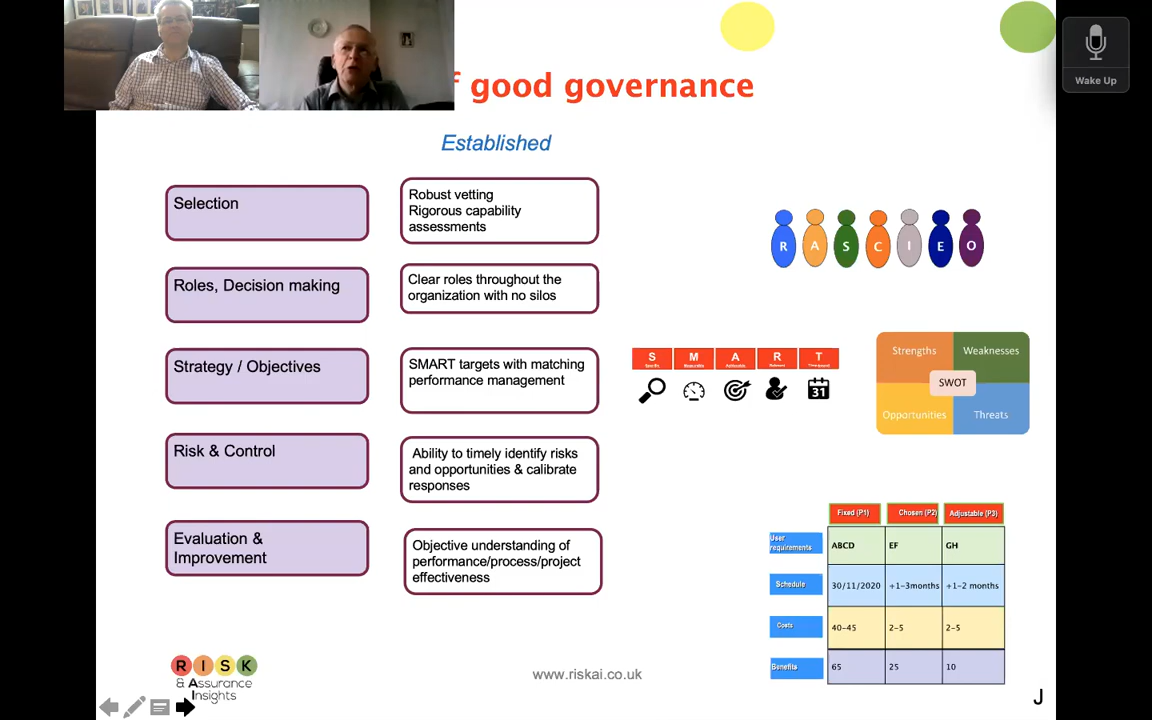 f good governance
Wake Up
Established
Selection
Robust vetting
Rigorous capability
assessments
R A S C I E O
Roles, Decision making
Clear roles throughout the
organization with no silos
Strategy / Objectives
SMART targets with matching
performance management
S M A R T
31
Strengths
Weaknesses
SWOT
Opportunities
Threats
Risk & Control
Ability to timely identify risks
and opportunities & calibrate
responses
Evaluation &
Improvement
Objective understanding of
performance/process/project
effectiveness
Fixed (P1) Chosen (P2) Adjustable (P3)
User
requirements
ABCD EF GH
Schedule 30/11/2020 +1-3months +1-2 months
Costs 40-45 2-5 2-5
Benefits 65 25 10
R I S K
& Assurance
Insights
www.riskai.co.uk
J